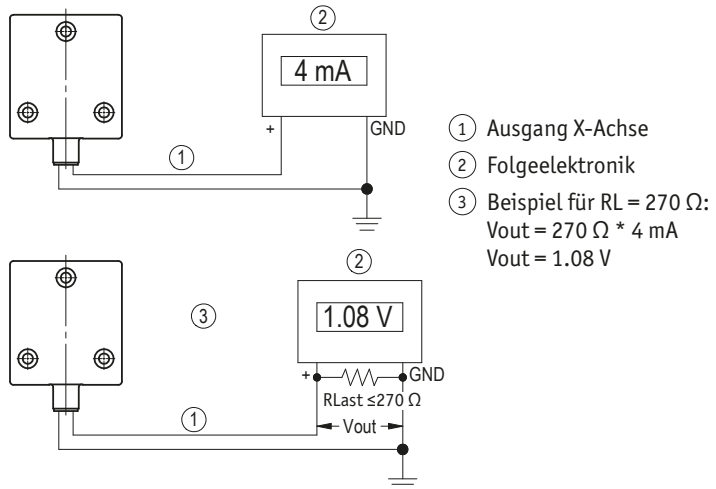 ②
4 mA
+ GND
①
① Ausgang X-Achse
② Folgeelektronik
③ Beispiel für RL = 270 Ω:
Vout = 270 Ω * 4 mA
Vout = 1.08 V
②
③
1.08 V
+ GND
RLast ≤270 Ω
① Vout